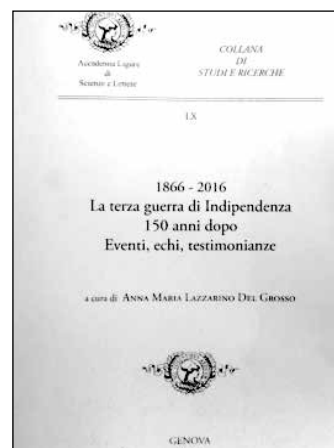 Accademia Ligure
di
Scienze e Lettere
COLLANA
DI
STUDI E RICERCHE
LX
1866 - 2016
La terza guerra di Indipendenza
150 anni dopo
Eventi, echi, testimonianze
a cura di ANNA MARIA LAZZARINO DEL GROSSO
GENOVA